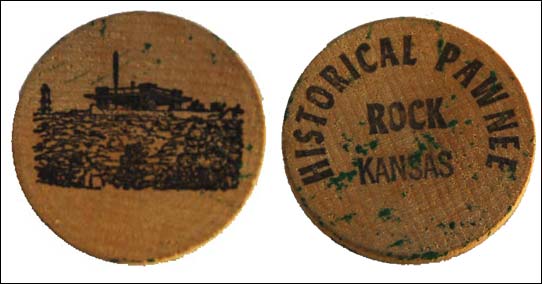 HISTORICAL PAWNEE
ROCK
KANSAS